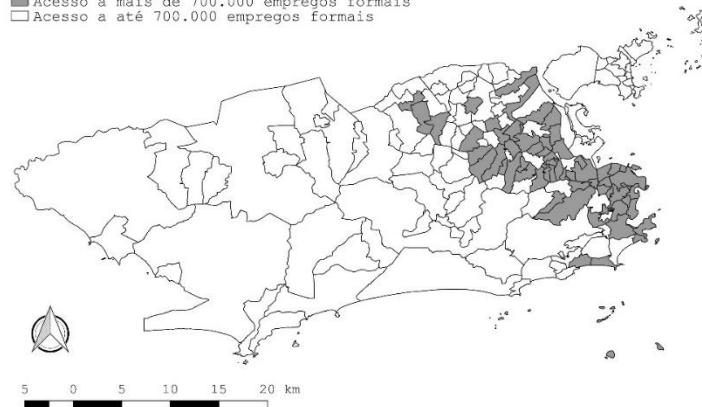 Acesso a mais de 700.000 empregos formais
Acesso a até 700.000 empregos formais
5 0 5 10 15 20 km